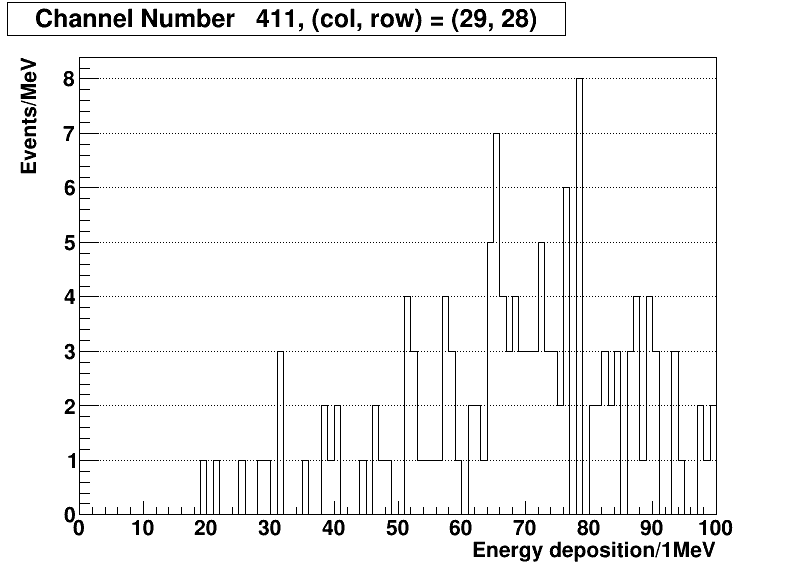 Channel Number 411, (col, row) = (29, 28)
Events/MeV
8
7
6
5
4
3
2
1
0
0 10 20 30 40 50 60 70 80 90 100
Energy deposition/1MeV